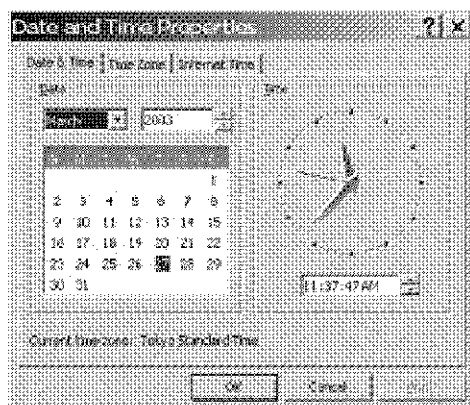 Date and Time Properties
Date & Time Time Zone Internet Time
Date
March 2003
1
2 3 4 5 6 7 8
9 10 11 12 13 14 15
16 17 18 19 20 21 22
23 24 25 26 27 28 29
30 31
Time
11:37:47 AM
Current time zone: Tokyo Standard Time
OK Cancel